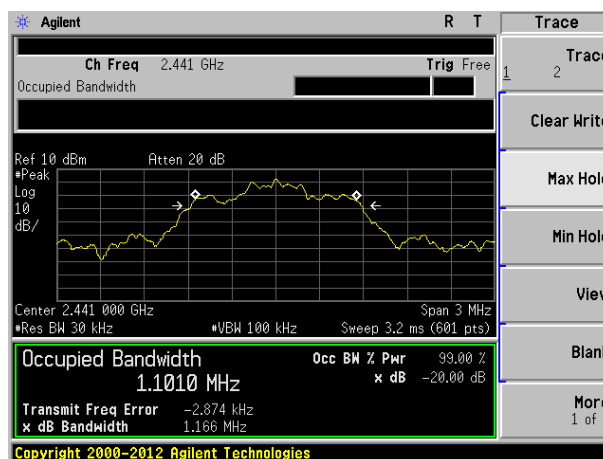 Agilent R T Trace
Ch Freq 2.441 GHz Trig Free
Occupied Bandwidth
Trace
1 2
Clear Write
Max Hold
Min Hold
View
Blank
More
1 of
Ref 10 dBm Atten 20 dB
#Peak
Log
10
dB/
Center 2.441 000 GHz Span 3 MHz
#Res BW 30 kHz #VBW 100 kHz Sweep 3.2 ms (601 pts)
Occupied Bandwidth Occ BW % Pwr 99.00 %
1.1010 MHz x dB -20.00 dB
Transmit Freq Error -2.874 kHz
x dB Bandwidth 1.166 MHz
Copyright 2000-2012 Agilent Technologies